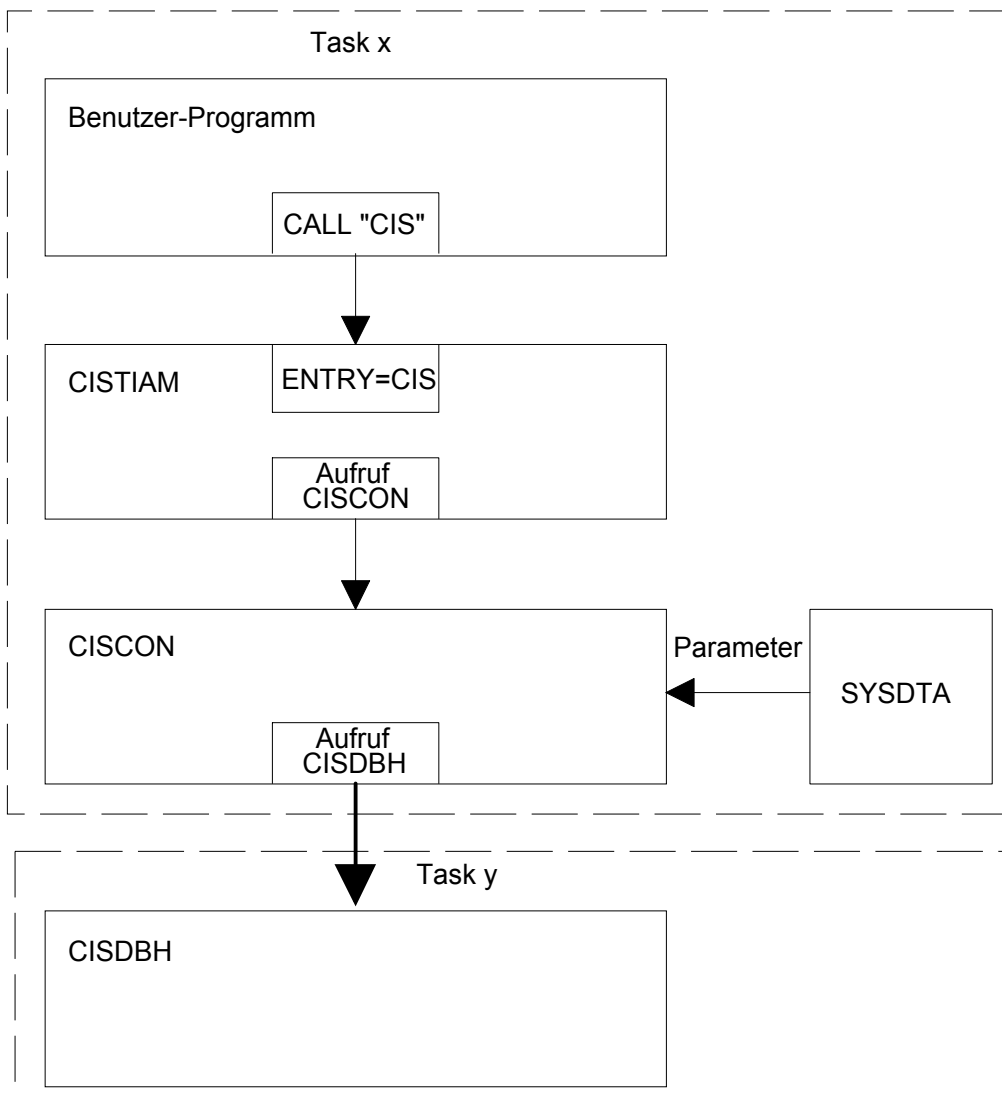 Task x
Benutzer-Programm
CALL "CIS"
CISTIAM
ENTRY=CIS
Aufruf
CISCON
CISCON
Parameter
SYSDTA
Aufruf
CISDBH
Task y
CISDBH